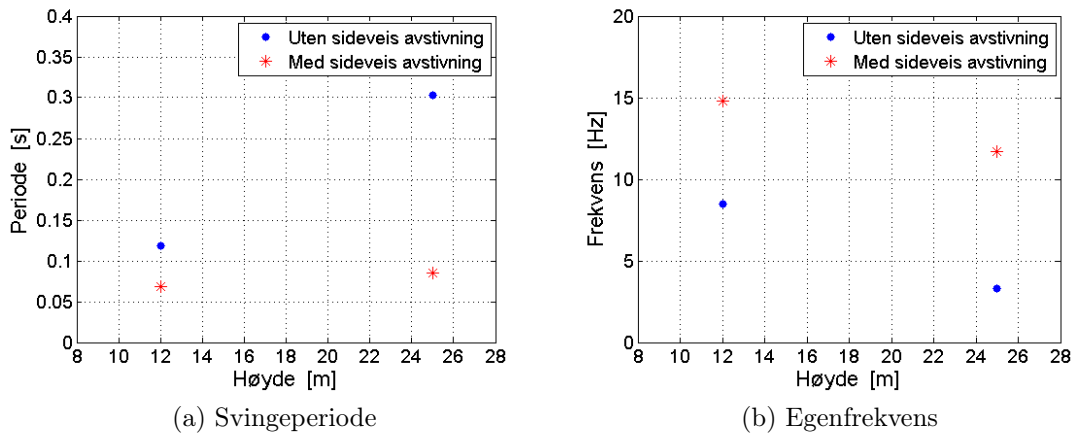 0.4
0.35
0.3
0.25
0.2
0.15
0.1
0.05
0
Periode [s]
8 10 12 14 16 18 20 22 24 26 28
Høyde [m]
Uten sideveis avstivning
Med sideveis avstivning
(a) Svingeperiode
20
15
10
5
0
Frekvens [Hz]
8 10 12 14 16 18 20 22 24 26 28
Høyde [m]
Uten sideveis avstivning
Med sideveis avstivning
(b) Egenfrekvens